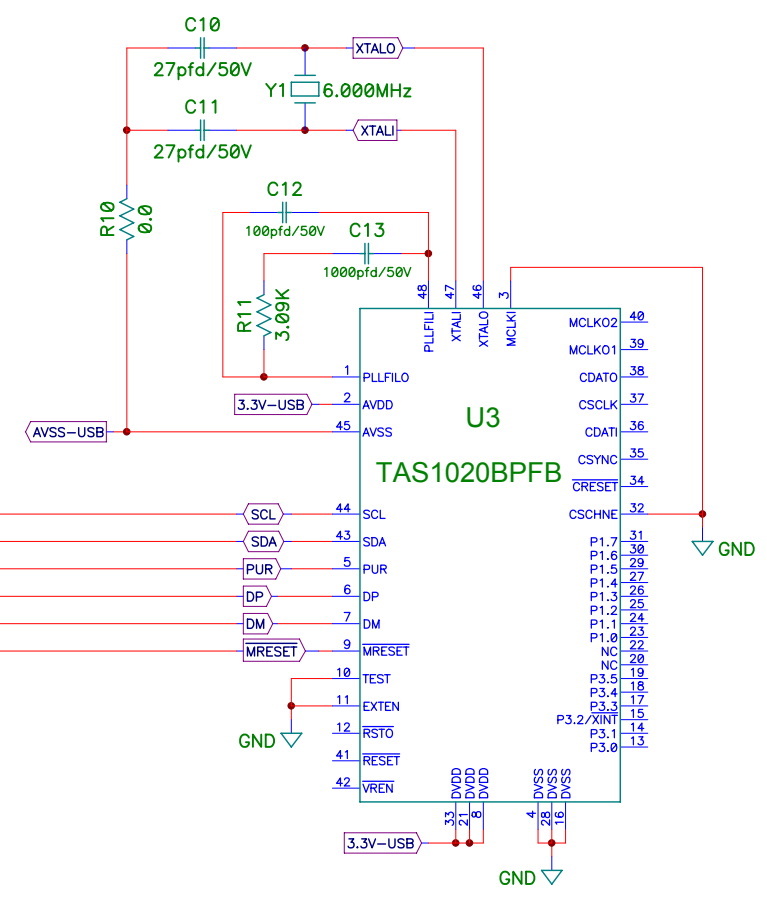 C10
27pfd/50V
XTALO
Y1 6.000MHz
C11
27pfd/50V
XTALI
R10
0.0
C12
100pfd/50V
C13
1000pfd/50V
R11
3.09K
48 47 46 3
PLLFILI XTALI XTALO MCLKI
MCLKO2 40
MCLKO1 39
1 PLLFILO CDATO 38
3.3V-USB 2 AVDD CSCLK 37
AVSS-USB 45 AVSS CDATI 36
U3
CSYNC 35
TAS1020BPFB
CRESET 34
SCL 44 SCL CSCHNE 32
GND
SDA 43 SDA P1.7 31
P1.6 30
PUR 5 PUR P1.5 29
P1.4 27
DP 6 DP P1.3 26
P1.2 25
DM 7 DM P1.1 24
P1.0 23
MRESET 9 MRESET NC 22
NC 20
10 TEST P3.5 19
P3.4 18
11 EXTEN P3.3 17
P3.2/XINT 15
GND 12 RSTO P3.1 14
P3.0 13
41 RESET
42 VREN
DVDD DVDD DVDD DVSS DVSS DVSS
33 21 8 4 28 16
3.3V-USB
GND